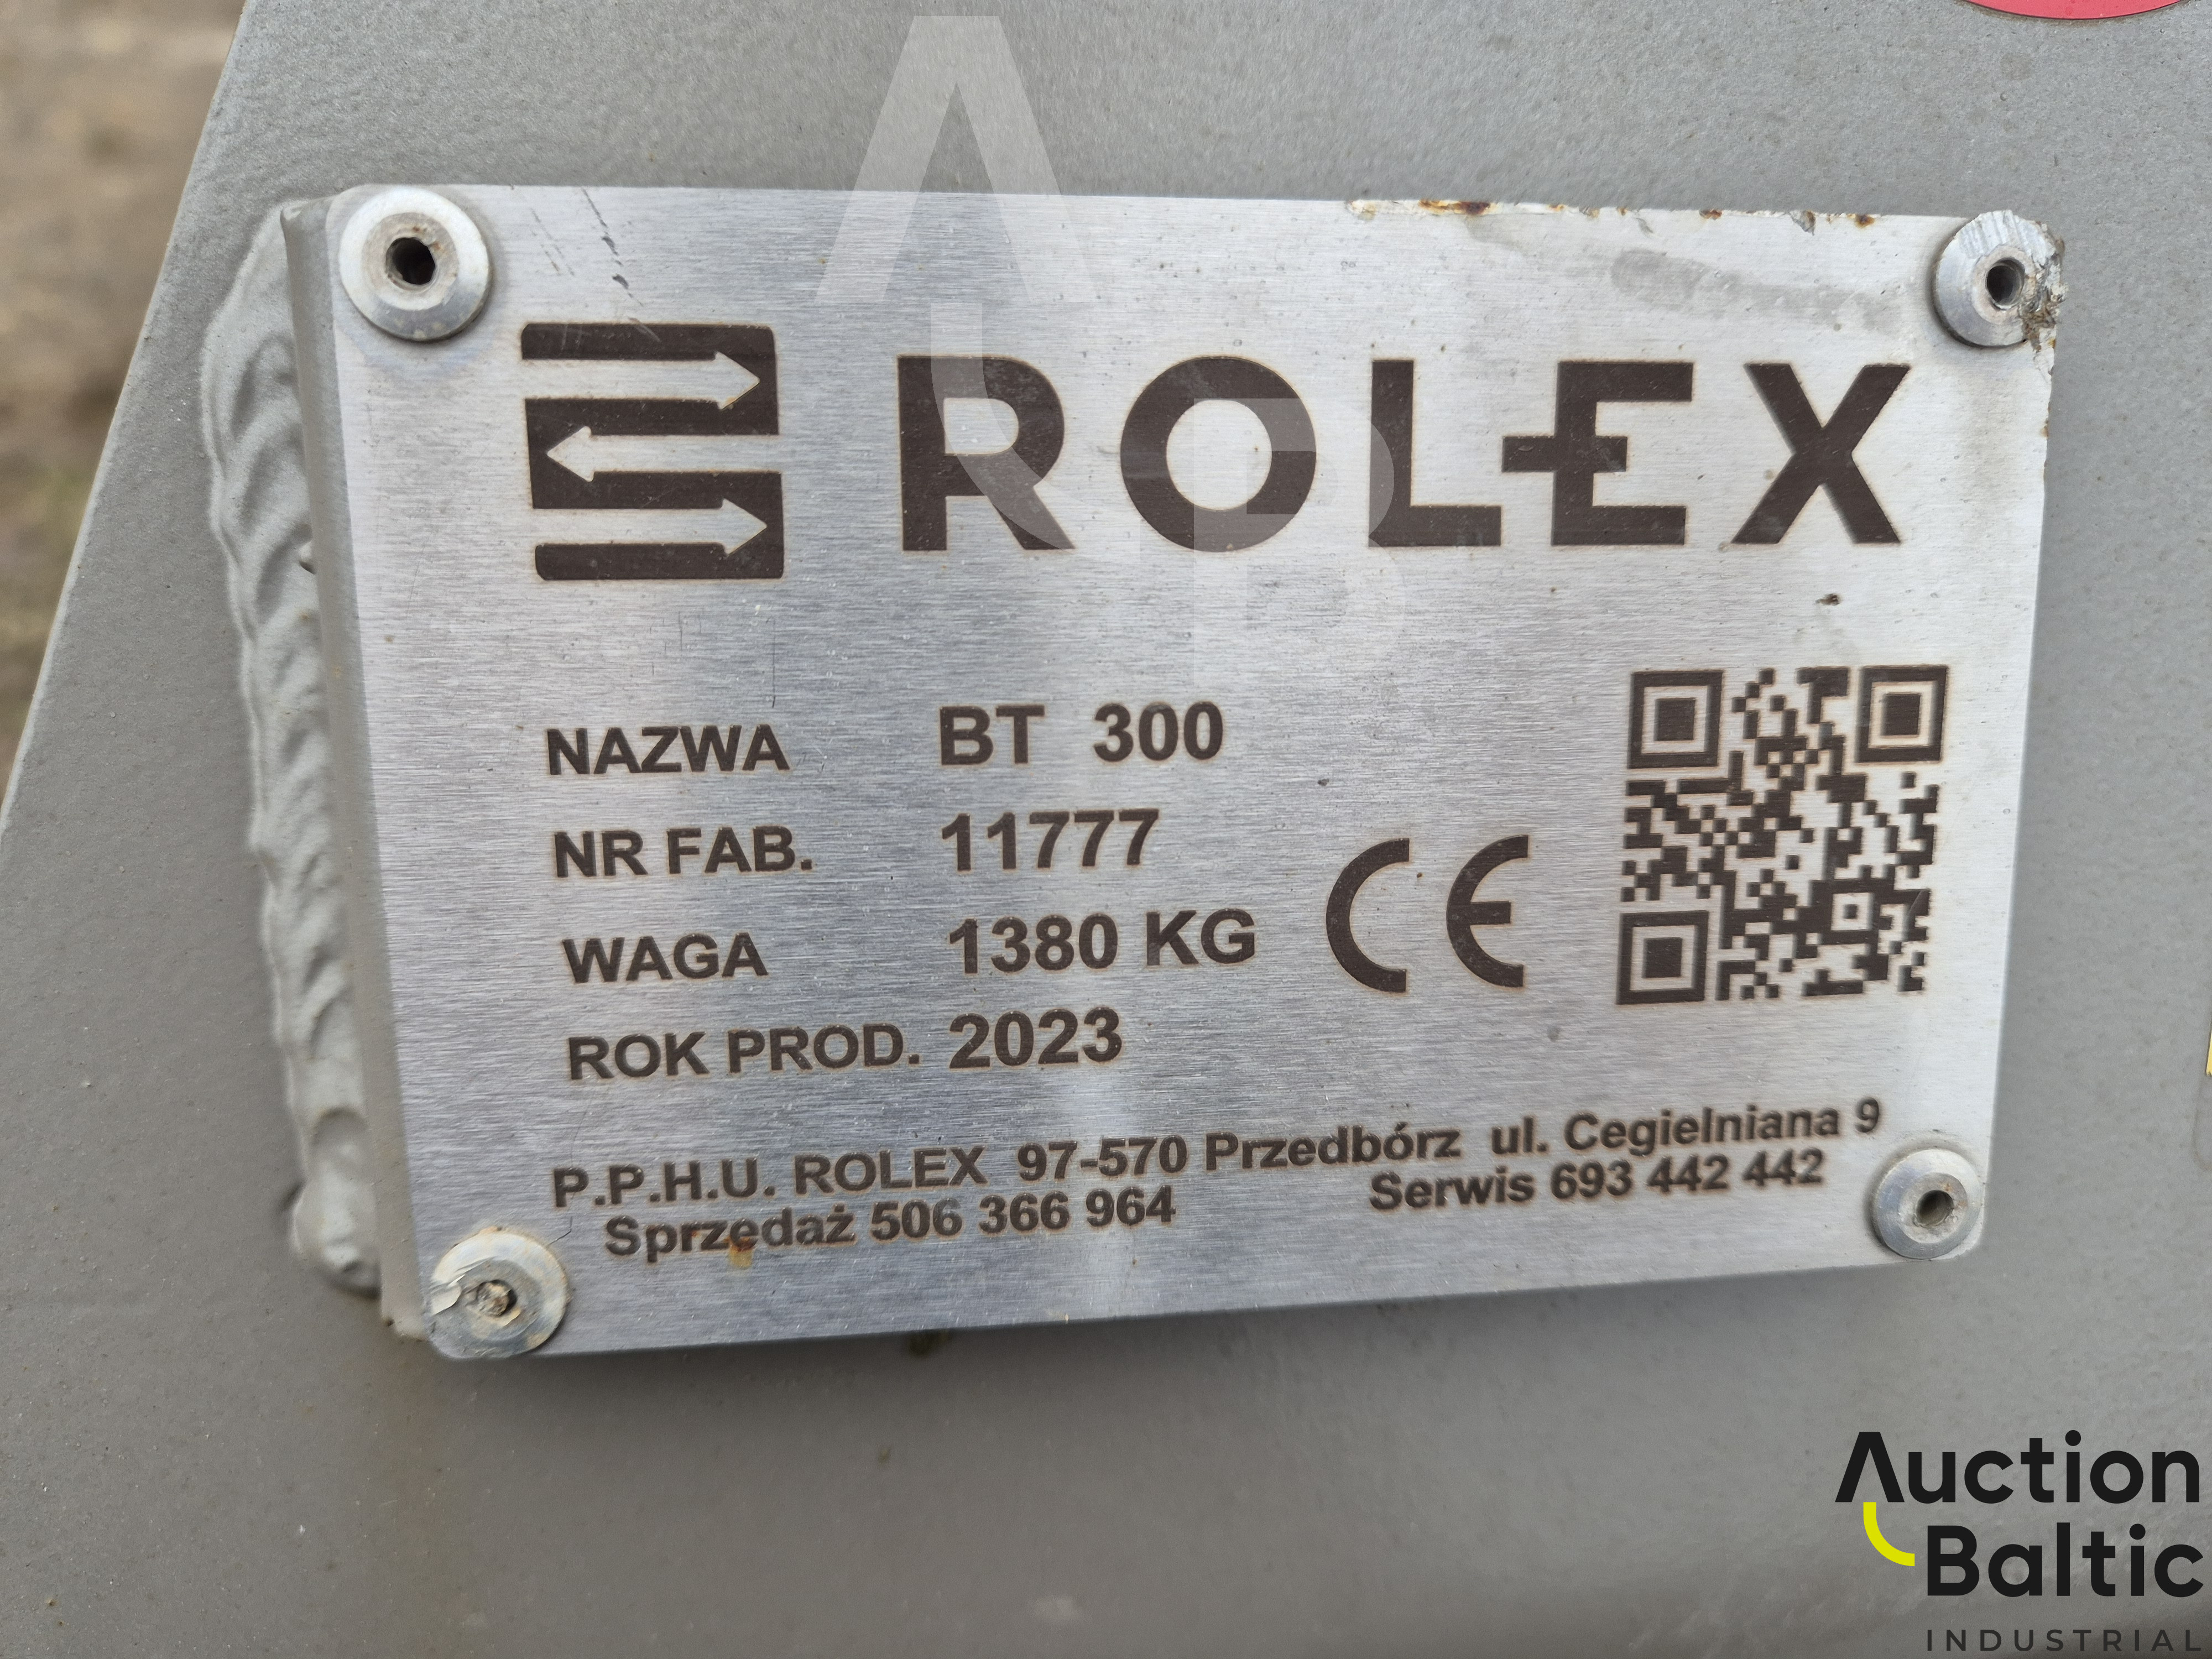 ROLEX
NAZWA BT 300
NR FAB. 11777
WAGA 1380 KG
CE
ROK PROD. 2023
P.P.H.U. ROLEX 97-570 Przedbórz ul. Cegielniana 9
Sprzedaż 506 366 964 Serwis 693 442 442
Auction
Baltic
INDUSTRIAL